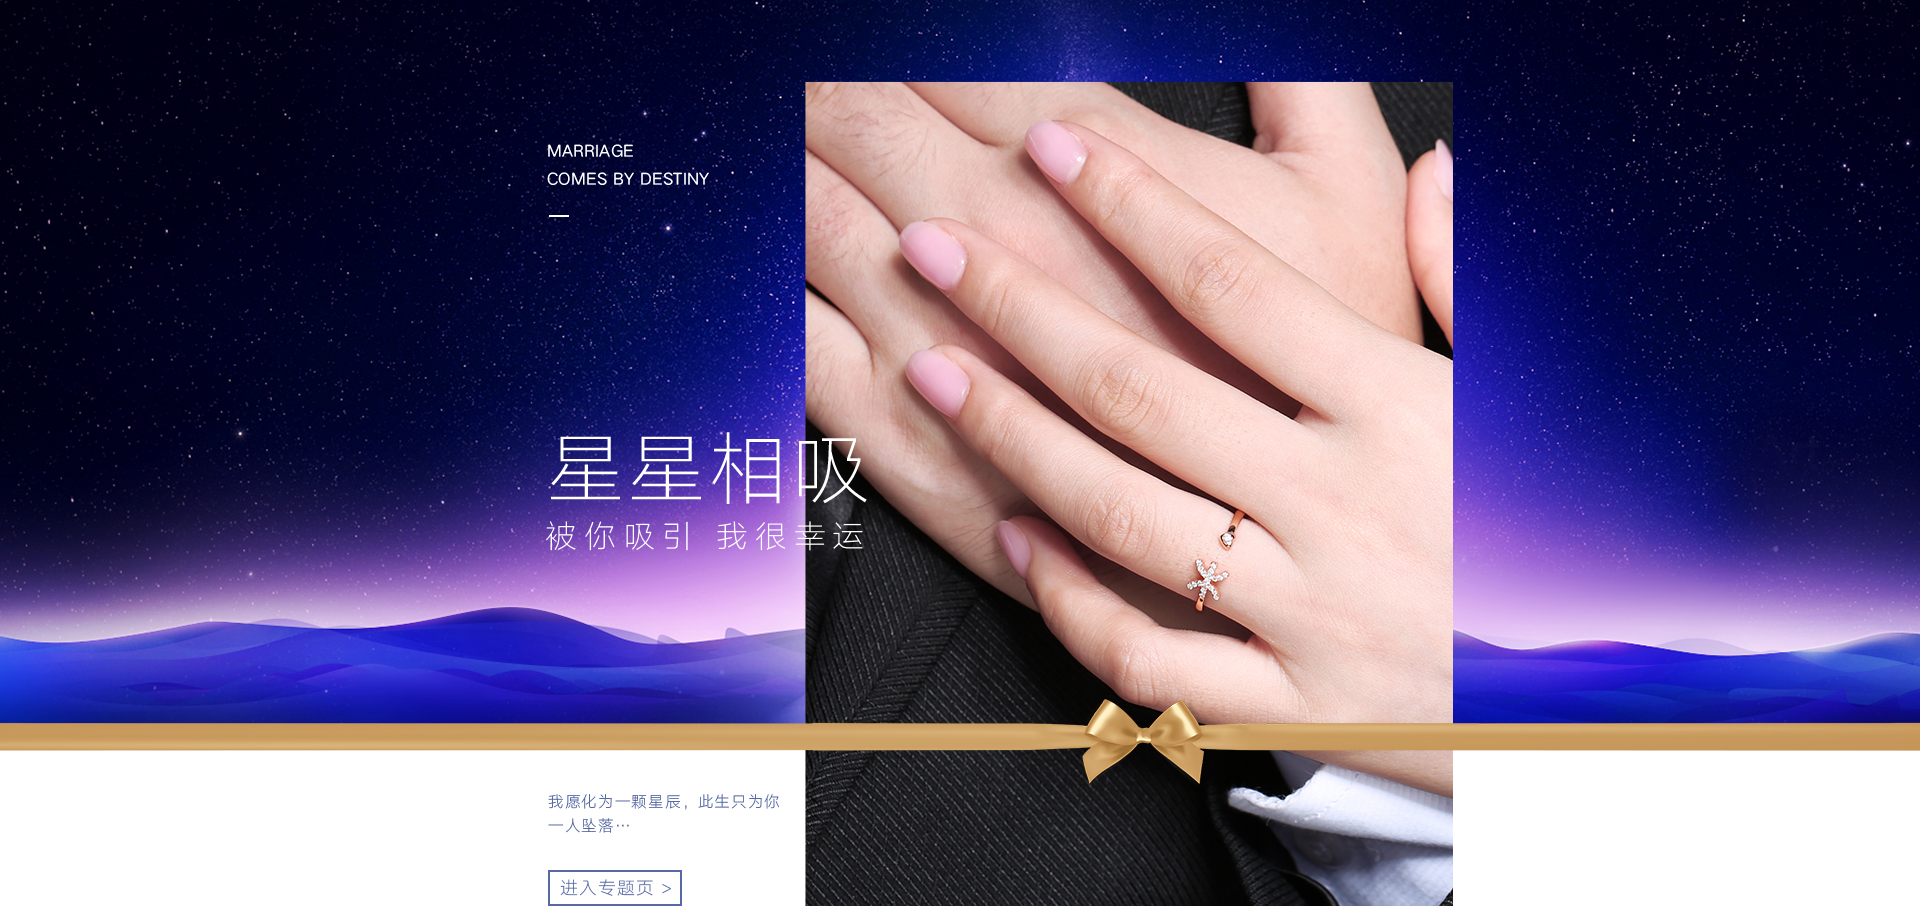 MARRIAGE
COMES BY DESTINY
星星相吸
被你吸引 我很幸运
我愿化为一颗星辰，此生只为你
一人坠落…
进入专题页 >